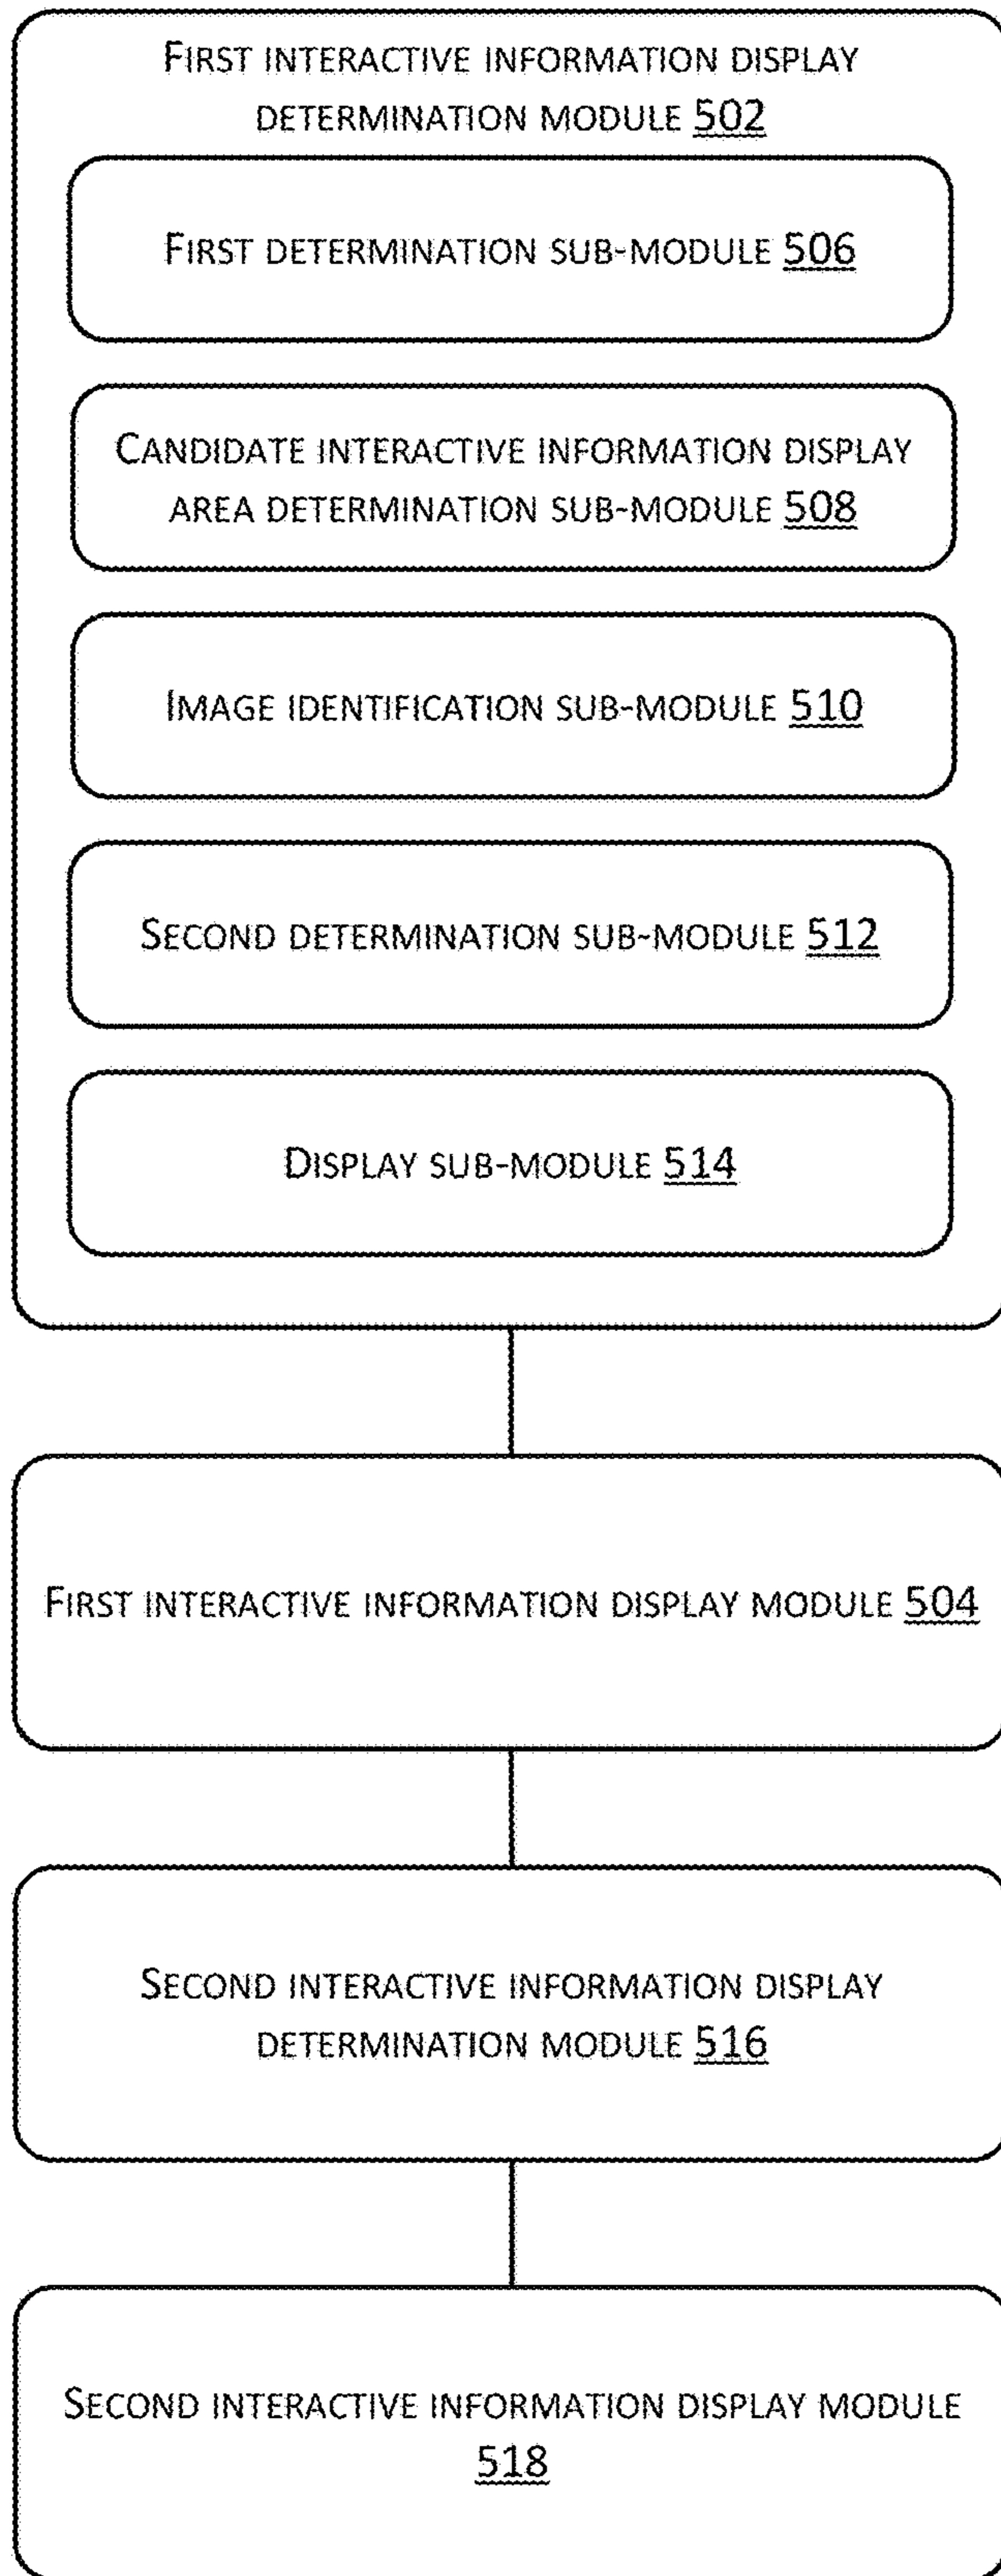 First interactive information display
determination module 502
First determination sub-module 506
Candidate interactive information display
area determination sub-module 508
Image identification sub-module 510
Second determination sub-module 512
Display sub-module 514
First interactive information display module 504
Second interactive information display
determination module 516
Second interactive information display module
518